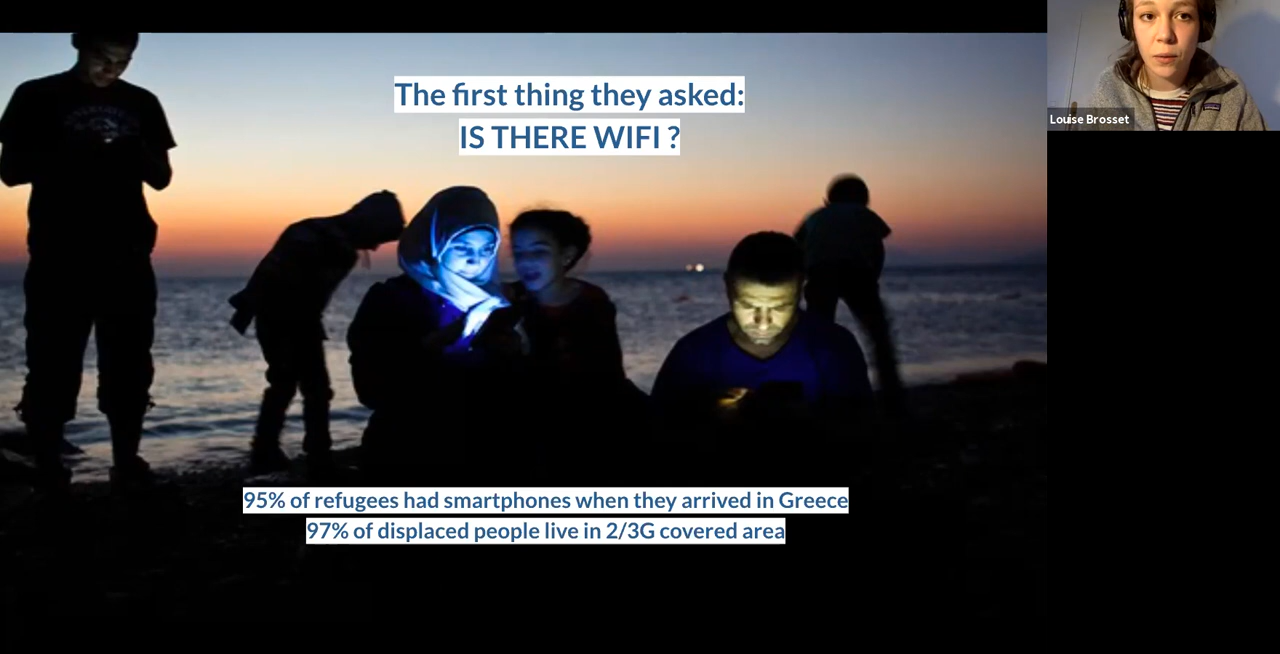 The first thing they asked:
IS THERE WIFI ?
Louise Brosset
95% of refugees had smartphones when they arrived in Greece
97% of displaced people live in 2/3G covered area